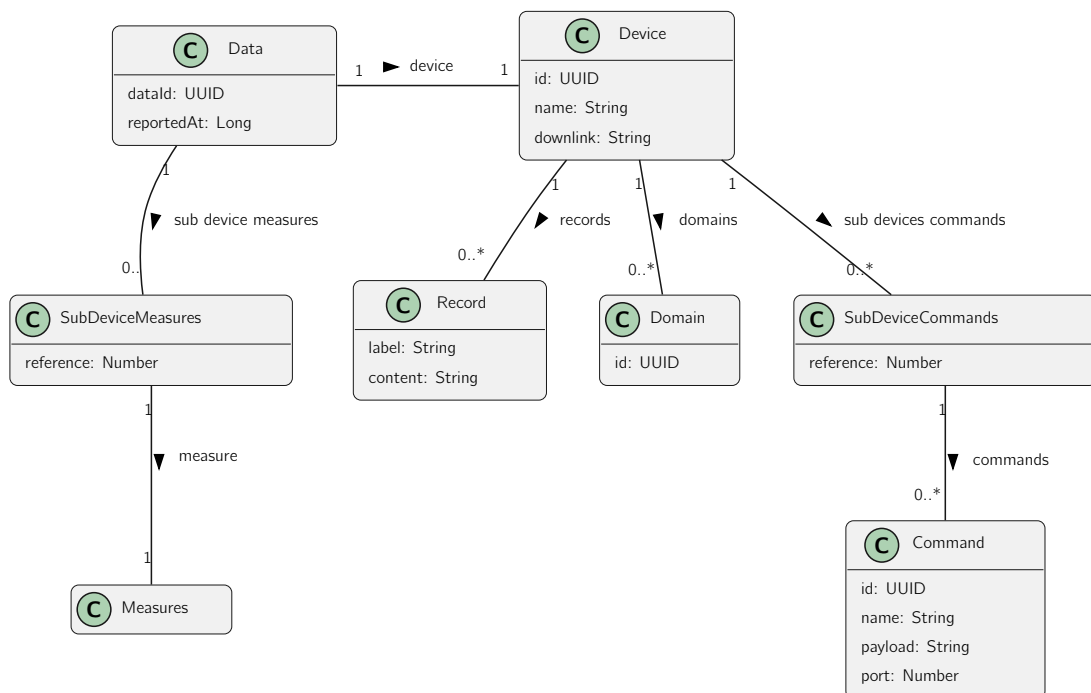 C Data
dataId: UUID
reportedAt: Long
1 device 1
C Device
id: UUID
name: String
downlink: String
1
sub device measures
0..
1
records
0..*
1
domains
0..*
1
sub devices commands
0..*
C SubDeviceMeasures
reference: Number
C Record
label: String
content: String
C Domain
id: UUID
C SubDeviceCommands
reference: Number
1
measure
1
1
commands
0..*
C Measures
C Command
id: UUID
name: String
payload: String
port: Number